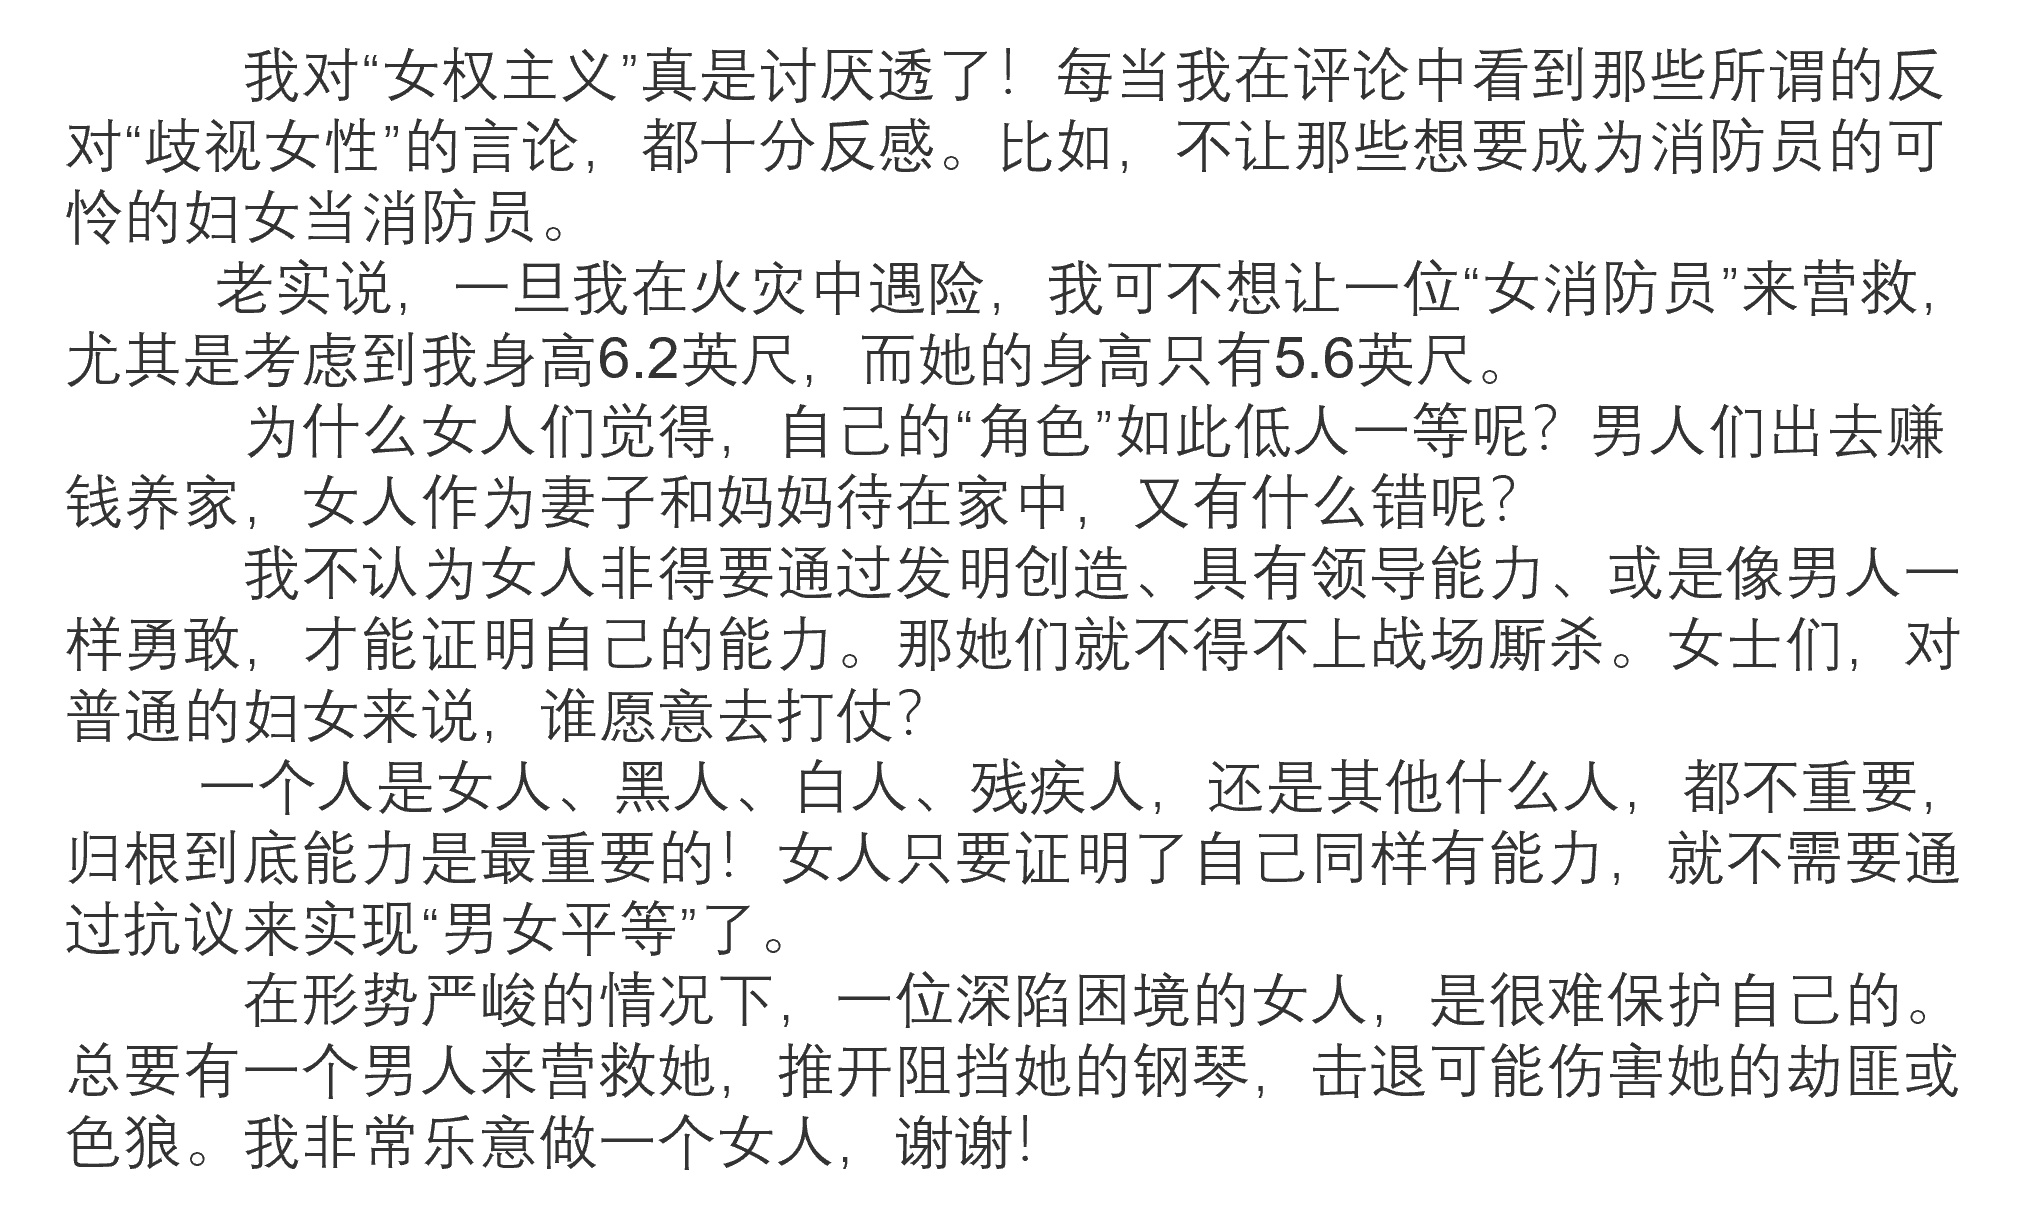 我对“女权主义”真是讨厌透了！每当我在评论中看到那些所谓的反
对“歧视女性”的言论，都十分反感。比如，不让那些想要成为消防员的可
怜的妇女当消防员。
老实说，一旦我在火灾中遇险，我可不想让一位“女消防员”来营救，
尤其是考虑到我身高6.2英尺，而她的身高只有5.6英尺。
为什么女人们觉得，自己的“角色”如此低人一等呢？男人们出去赚
钱养家，女人作为妻子和妈妈待在家中，又有什么错呢？
我不认为女人非得要通过发明创造、具有领导能力、或是像男人一
样勇敢，才能证明自己的能力。那她们就不得不上战场厮杀。女士们，对
普通的妇女来说，谁愿意去打仗？
一个人是女人、黑人、白人、残疾人，还是其他什么人，都不重要，
归根到底能力是最重要的！女人只要证明了自己同样有能力，就不需要通
过抗议来实现“男女平等”了。
在形势严峻的情况下，一位深陷困境的女人，是很难保护自己的。
总要有一个男人来营救她，推开阻挡她的钢琴，击退可能伤害她的劫匪或
色狼。我非常乐意做一个女人，谢谢！